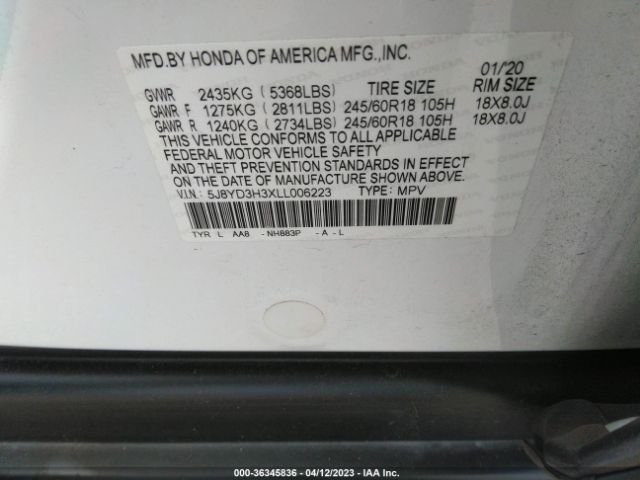 MFD.BY HONDA OF AMERICA MFG.,INC.
01/'20
GVWR 2435KG (5368LBS) TIRE SIZE RIM SIZE
GAWR F 1275KG (2811LBS) 245/60R18 105H 18X8.0J
GAWR R 1240KG (2734LBS) 245/60R18 105H 18X8.0J
THIS VEHICLE CONFORMS TO ALL APPLICABLE
FEDERAL MOTOR VEHICLE SAFETY
AND THEFT PREVENTION STANDARDS IN EFFECT
ON THE DATE OF MANUFACTURE SHOWN ABOVE.
V.I.N: 5J8YD3H3XLL006223 TYPE: MPV
TYR L AA8 -NH883P -A-L
000-36345836 - 04/12/2023 - IAA Inc.